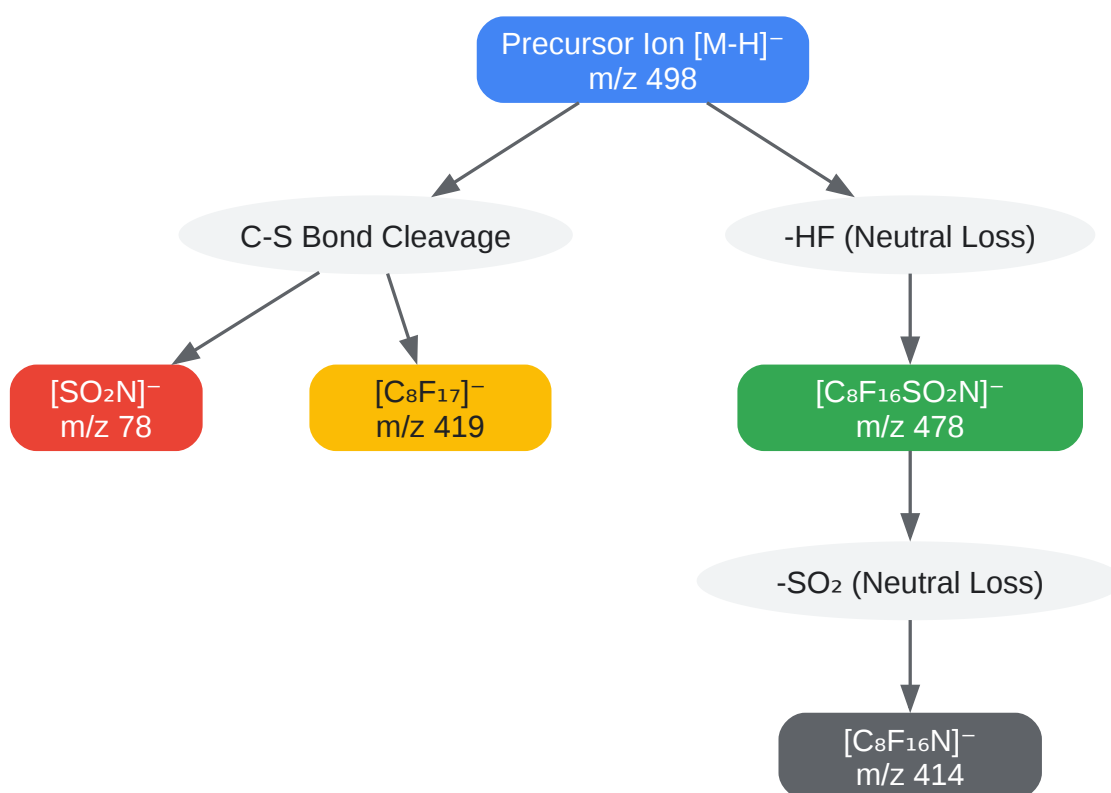 Precursor Ion [M-H]⁻
m/z 498
C-S Bond Cleavage
-HF (Neutral Loss)
[SO₂N]⁻
m/z 78
[C₈F₁₇]⁻
m/z 419
[C₈F₁₆SO₂N]⁻
m/z 478
-SO₂ (Neutral Loss)
[C₈F₁₆N]⁻
m/z 414